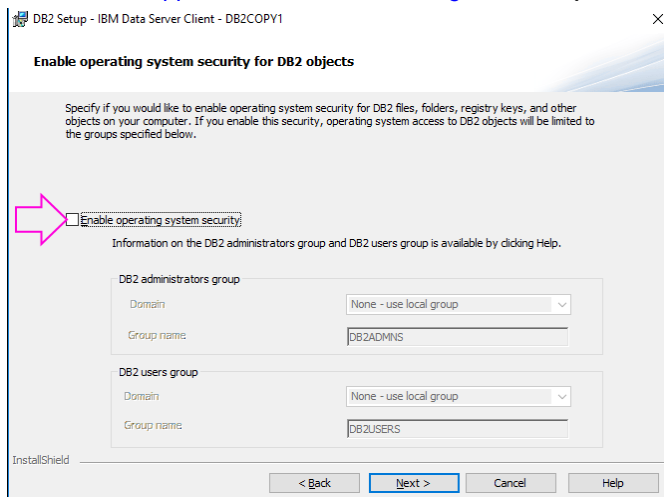 DB2 Setup - IBM Data Server Client - DB2COPY1
Enable operating system security for DB2 objects
Specify if you would like to enable operating system security for DB2 files, folders, registry keys, and other
objects on your computer. If you enable this security, operating system access to DB2 objects will be limited to
the groups specified below.
Enable operating system security
Information on the DB2 administrators group and DB2 users group is available by clicking Help.
DB2 administrators group
Domain
None - use local group
Group name
DB2ADMNS
DB2 users group
Domain
None - use local group
Group name
DB2USERS
InstallShield
< Back
Next >
Cancel
Help